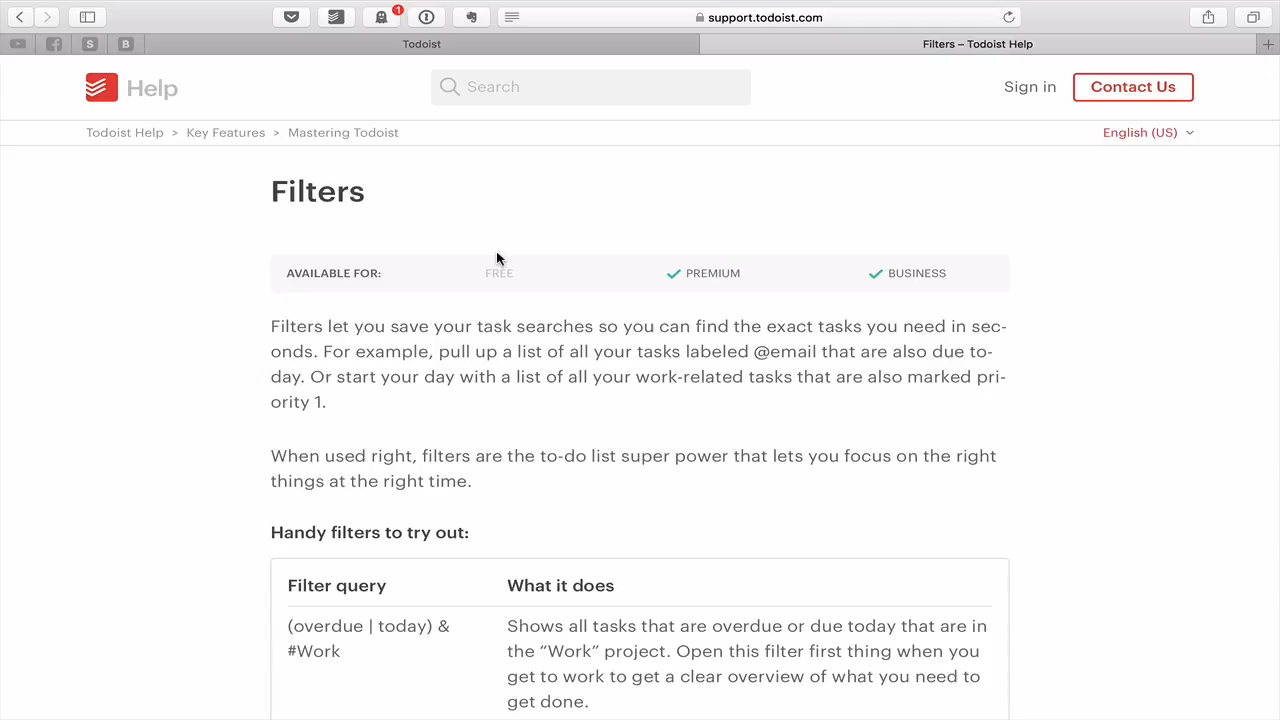 support.todoist.com
1
S
B
Todoist
Filters – Todoist Help
Help
Search
Sign in
Contact Us
Todoist Help > Key Features > Mastering Todoist
English (US)
Filters
AVAILABLE FOR:
FREE
PREMIUM
BUSINESS
Filters let you save your task searches so you can find the exact tasks you need in sec-
onds. For example, pull up a list of all your tasks labeled @email that are also due to-
day. Or start your day with a list of all your work-related tasks that are also marked pri-
ority 1.
When used right, filters are the to-do list super power that lets you focus on the right
things at the right time.
Handy filters to try out:
Filter query
What it does
(overdue | today) &
#Work
Shows all tasks that are overdue or due today that are in
the “Work” project. Open this filter first thing when you
get to work to get a clear overview of what you need to
get done.